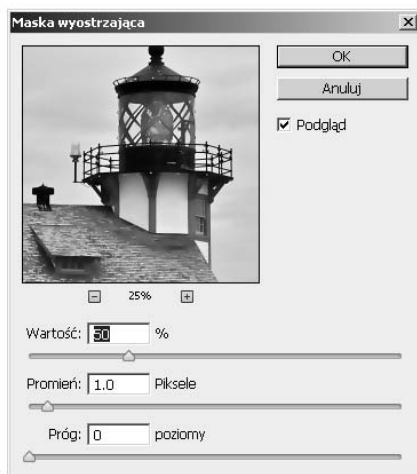 Maska wyostrzająca
OK
Anuluj
Podgląd
25%
Wartość: 50 %
Promień: 1.0 Piksele
Próg: 0 poziomy